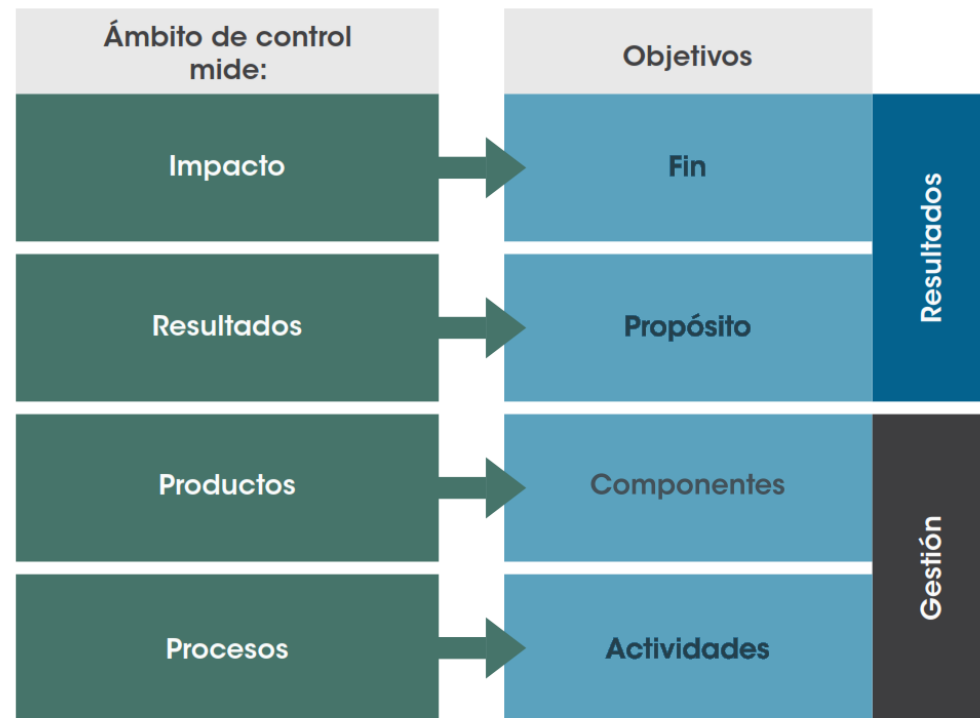 Ámbito de control
mide:
Objetivos
Impacto
Fin
Resultados
Propósito
Resultados
Productos
Componentes
Procesos
Actividades
Gestión